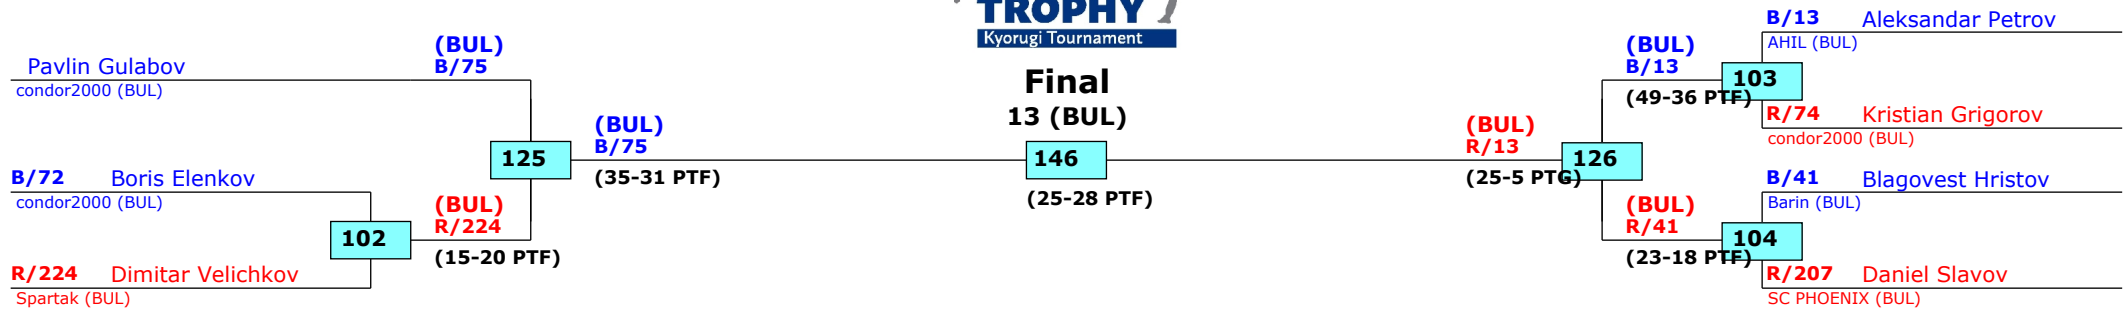 TROPHY
Kyorugi Tournament
Final
13 (BUL)
146
(25-28 PTF)
Pavlin Gulabov
condor2000 (BUL)
(BUL)
B/75
125
(BUL)
B/75
(35-31 PTF)
B/72 Boris Elenkov
condor2000 (BUL)
102
(BUL)
R/224
(15-20 PTF)
R/224 Dimitar Velichkov
Spartak (BUL)
B/13 Aleksandar Petrov
AHIL (BUL)
(BUL)
B/13
103
(49-36 PTF)
R/74 Kristian Grigorov
condor2000 (BUL)
(BUL)
R/13
126
(25-5 PTG)
B/41 Blagovest Hristov
Barin (BUL)
(BUL)
R/41
104
(23-18 PTF)
R/207 Daniel Slavov
SC PHOENIX (BUL)